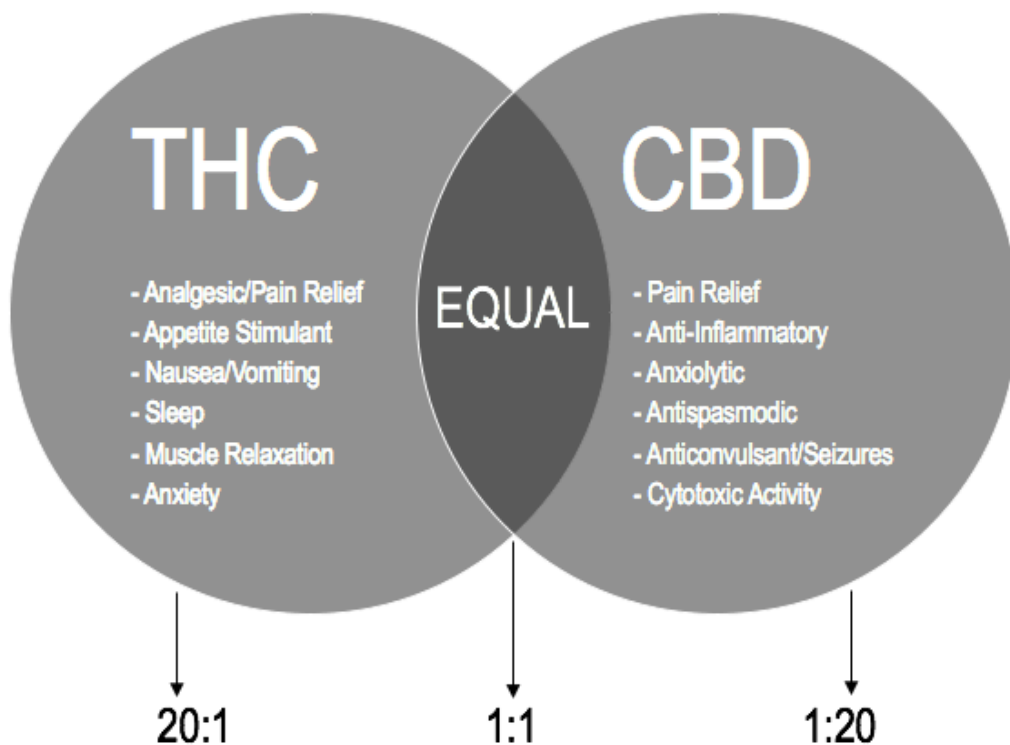 THC
- Analgesic/Pain Relief
- Appetite Stimulant
- Nausea/Vomiting
- Sleep
- Muscle Relaxation
- Anxiety
EQUAL
CBD
- Pain Relief
- Anti-Inflammatory
- Anxiolytic
- Antispasmodic
- Anticonvulsant/Seizures
- Cytotoxic Activity
20:1
1:1
1:20